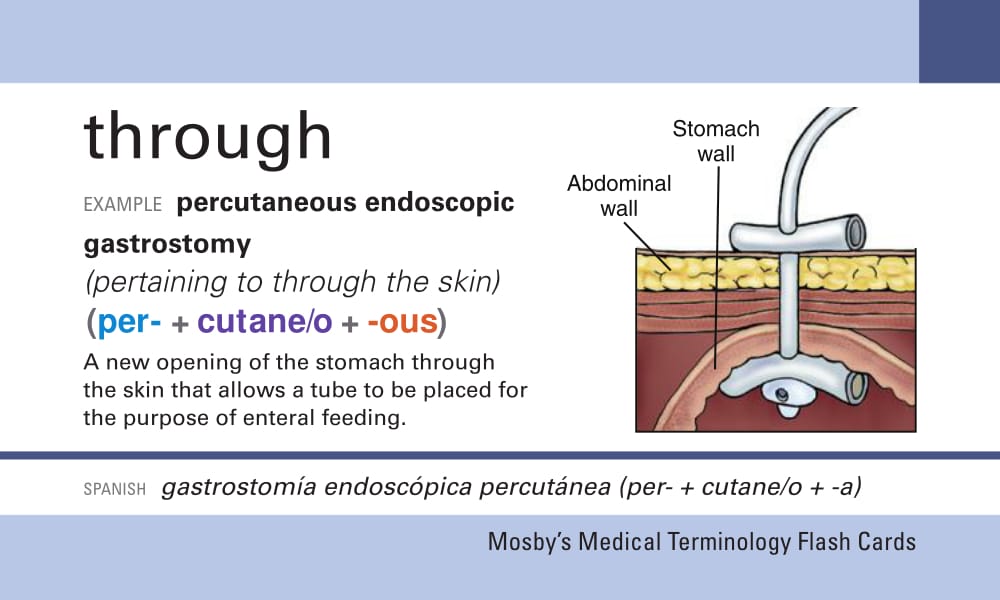 through
EXAMPLE percutaneous endoscopic
gastrostomy
(pertaining to through the skin)
(per- + cutane/o + -ous)
A new opening of the stomach through
the skin that allows a tube to be placed for
the purpose of enteral feeding.
Stomach
wall
Abdominal
wall
SPANISH gastrostomía endoscópica percutánea (per- + cutane/o + -a)
Mosby's Medical Terminology Flash Cards